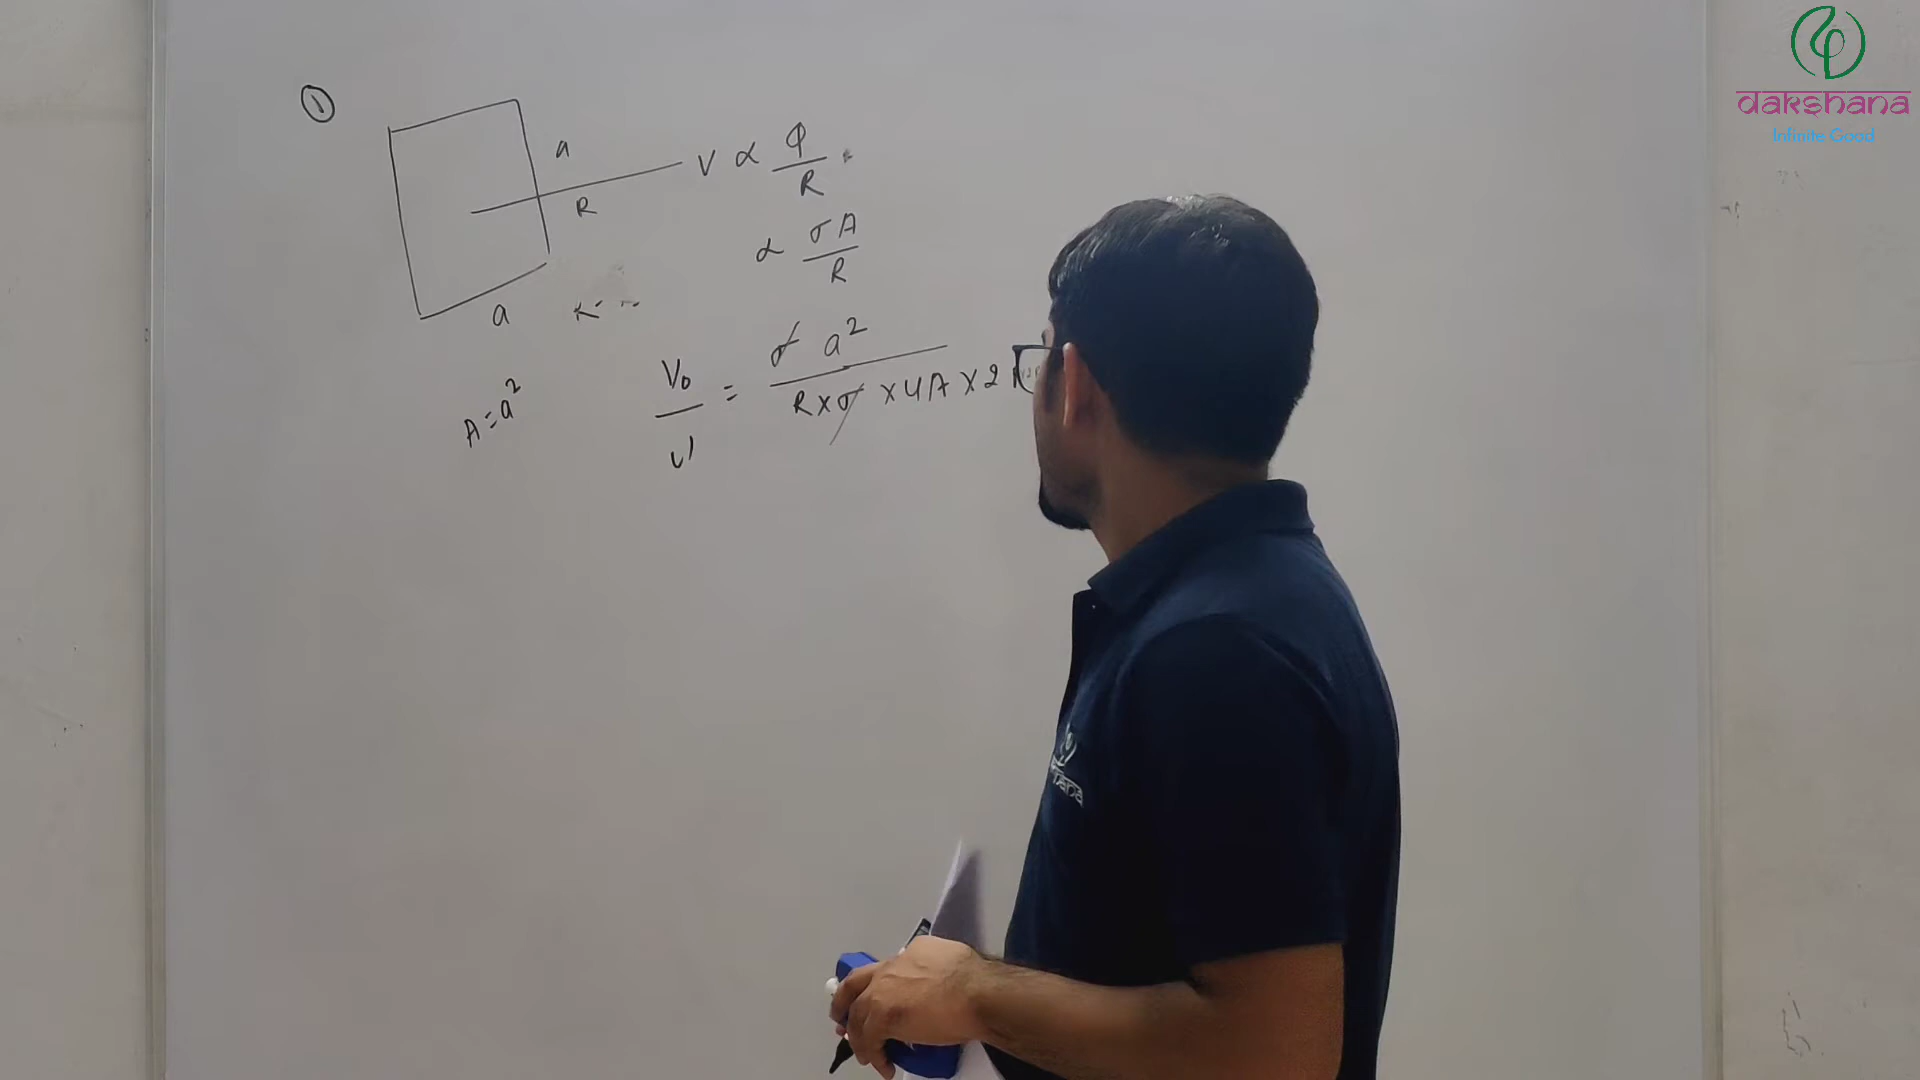 ①
a
R
a
V ∝ φ/R
∝ σA/R
A = a²
V₀/V' = σ a² / R × σ × 4A × 2
dakshana
Infinite Good